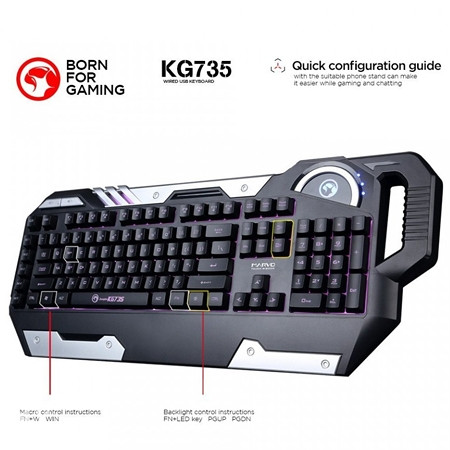 BORN
FOR
GAMING
KG735
WIRED USB KEYBOARD
Quick configuration guide
with the suitable phone stand can make
it easier while gaming and chatting
MARVO
KG735
Macro control instructions
FN+W WIN
Backlight control instructions
FN+LED key PGUP PGDN